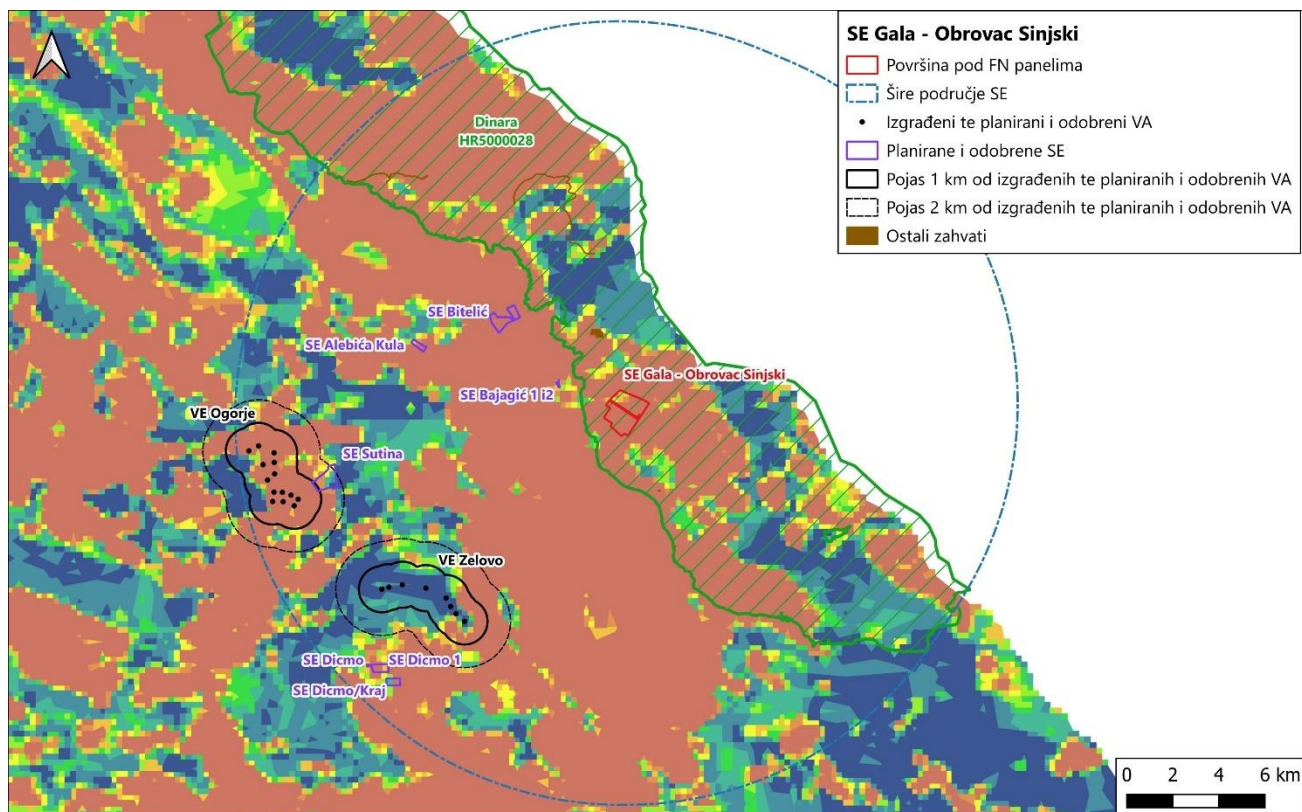 SE Gala - Obrovac Sinjski
Površina pod FN panelima
Šire područje SE
Izgrađeni te planirani i odobreni VA
Planirane i odobrene SE
Pojas 1 km od izgrađenih te planiranih i odobrenih VA
Pojas 2 km od izgrađenih te planiranih i odobrenih VA
Ostali zahvati
Dinara
HR5000028
SE Bitelić
SE Alebića Kula
SE Gala - Obrovac Sinjski
SE Bajagić 1 i2
VE Ogorje
SE Sutina
VE Zelovo
SE Dicmo
SE Dicmo 1
SE Dicmo/Kraj
0 2 4 6 km